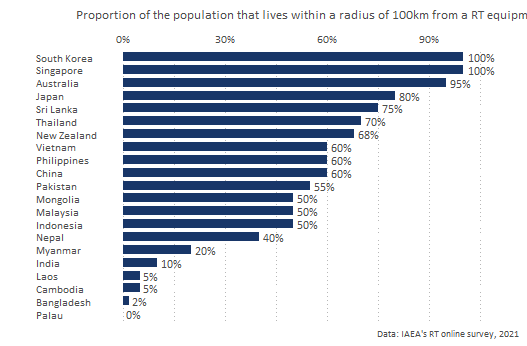 Proportion of the population that lives within a radius of 100km from a RT equipm
0% 30% 60% 90%
South Korea 100%
Singapore 100%
Australia 95%
Japan 80%
Sri Lanka 75%
Thailand 70%
New Zealand 68%
Vietnam 60%
Philippines 60%
China 60%
Pakistan 55%
Mongolia 50%
Malaysia 50%
Indonesia 50%
Nepal 40%
Myanmar 20%
India 10%
Laos 5%
Cambodia 5%
Bangladesh 2%
Palau 0%
Data: IAEA's RT online survey, 2021